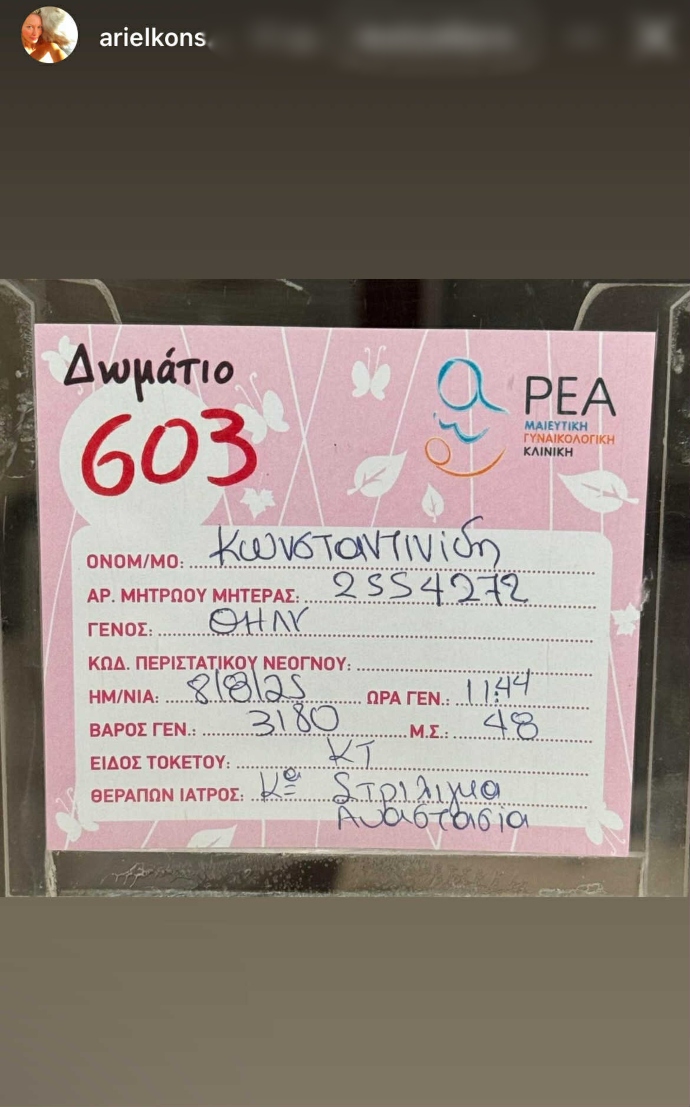 arielkons
Δωμάτιο
603
ΡΕΑ
ΜΑΙΕΥΤΙΚΗ
ΓΥΝΑΙΚΟΛΟΓΙΚΗ
ΚΛΙΝΙΚΗ
ΟΝΟΜ/ΜΟ: Κωνσταντινίδη
ΑΡ. ΜΗΤΡΩΟΥ ΜΗΤΕΡΑΣ: 2554272
ΓΕΝΟΣ: ΘΗΛΥ
ΚΩΔ. ΠΕΡΙΣΤΑΤΙΚΟΥ ΝΕΟΓΝΟΥ:
ΗΜ/ΝΙΑ: 8/8/25 ΩΡΑ ΓΕΝ.: 11:44
ΒΑΡΟΣ ΓΕΝ.: 3180 Μ.Σ.: 48
ΕΙΔΟΣ ΤΟΚΕΤΟΥ: ΚΤ
ΘΕΡΑΠΩΝ ΙΑΤΡΟΣ: Κα Στριλιγκα
Αναστασία